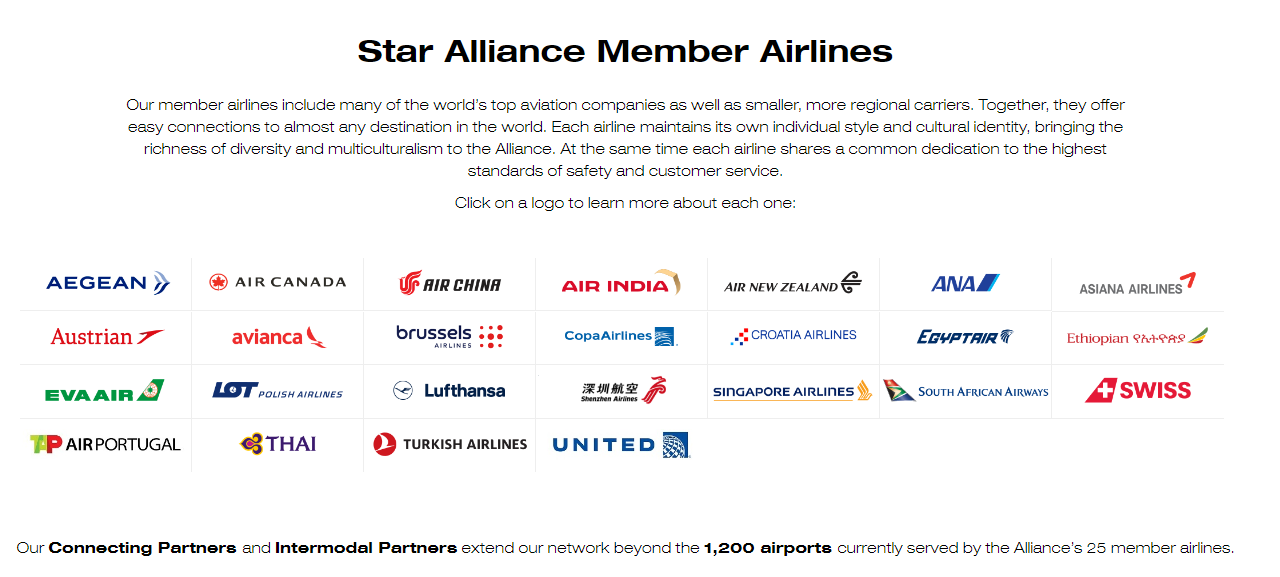 Star Alliance Member Airlines
Our member airlines include many of the world's top aviation companies as well as smaller, more regional carriers. Together, they offer
easy connections to almost any destination in the world. Each airline maintains its own individual style and cultural identity, bringing the
richness of diversity and multiculturalism to the Alliance. At the same time each airline shares a common dedication to the highest
standards of safety and customer service.
Click on a logo to learn more about each one:
AEGEAN
AIR CANADA
AIR CHINA
AIR INDIA
AIR NEW ZEALAND
ANA
ASIANA AIRLINES
Austrian
avianca
brussels
AIRLINES
CopaAirlines
CROATIA AIRLINES
EGYPTAIR
Ethiopian የኢትዮጵያ
EVA AIR
LOT POLISH AIRLINES
Lufthansa
深圳航空
Shenzhen Airlines
SINGAPORE AIRLINES
SOUTH AFRICAN AIRWAYS
SWISS
TAP AIRPORTUGAL
THAI
TURKISH AIRLINES
UNITED
Our Connecting Partners and Intermodal Partners extend our network beyond the 1,200 airports currently served by the Alliance's 25 member airlines.